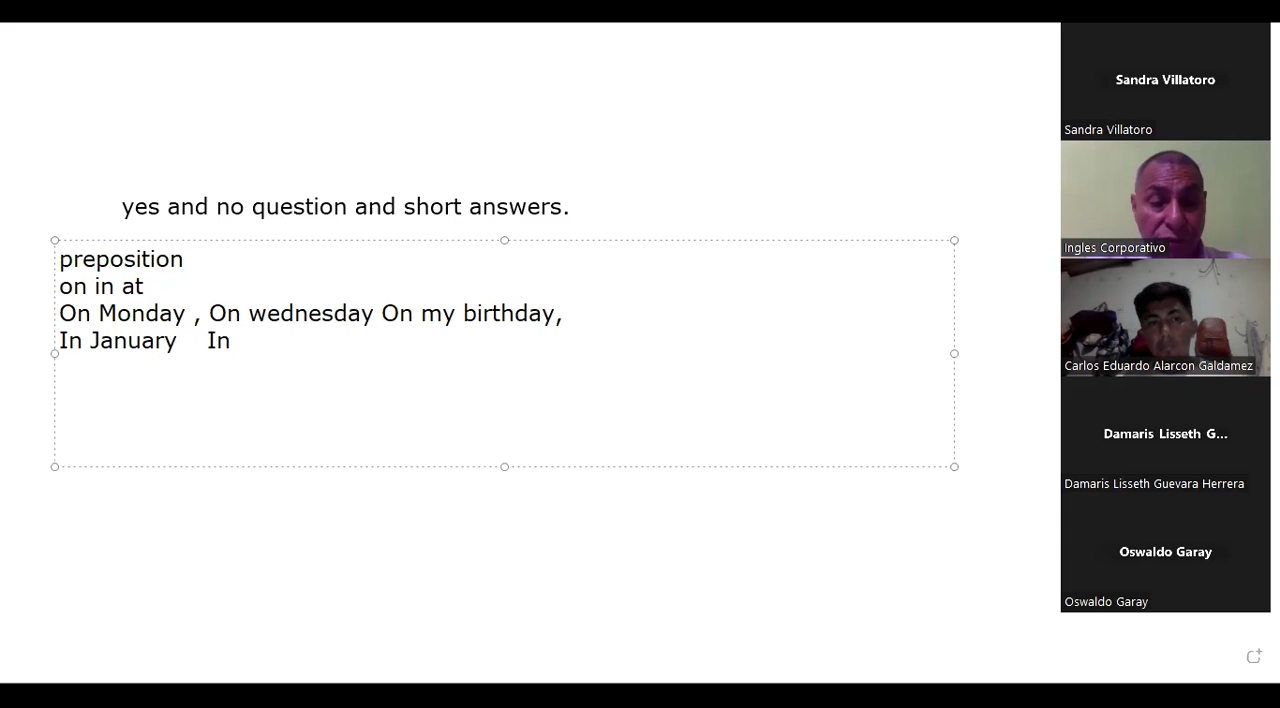 yes and no question and short answers.
preposition
on in at
On Monday , On wednesday On my birthday,
In January    In
Sandra Villatoro
Sandra Villatoro
Ingles Corporativo
Carlos Eduardo Alarcon Galdamez
Damaris Lisseth G...
Damaris Lisseth Guevara Herrera
Oswaldo Garay
Oswaldo Garay